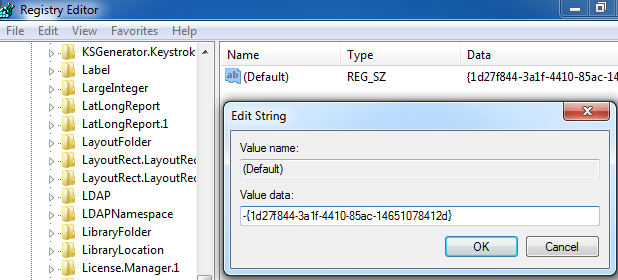 Registry Editor
File Edit View Favorites Help
KSGenerator.Keystrok
Label
LargeInteger
LatLongReport
LatLongReport.1
LayoutFolder
LayoutRect.LayoutRec
LayoutRect.LayoutRec
LDAP
LDAPNamespace
LibraryFolder
LibraryLocation
License.Manager.1
Name Type Data
ab (Default) REG_SZ {1d27f844-3a1f-4410-85ac-1465
Edit String
Value name:
(Default)
Value data:
-{1d27f844-3a1f-4410-85ac-14651078412d}
OK Cancel